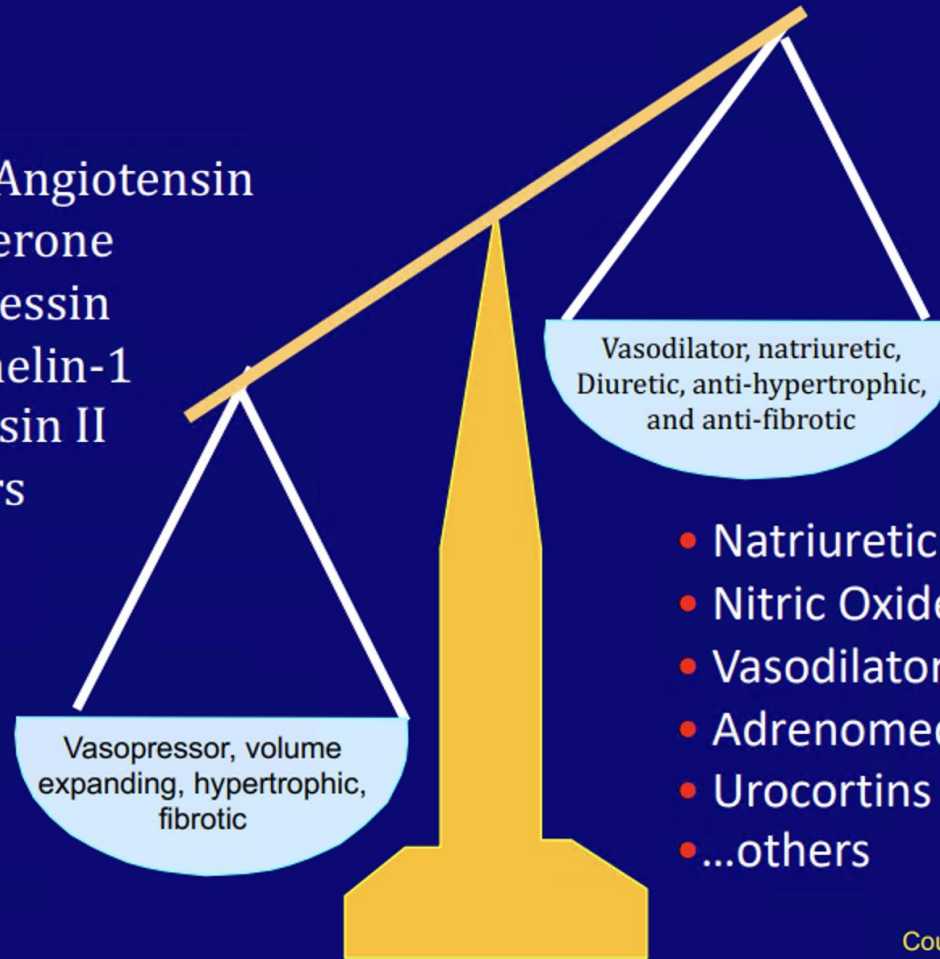 Angiotensin
erone
essin
elin-1
sin II
rs
Vasodilator, natriuretic,
Diuretic, anti-hypertrophic,
and anti-fibrotic
• Natriuretic
• Nitric Oxide
• Vasodilator
• Adrenomed
• Urocortins
•...others
Vasopressor, volume
expanding, hypertrophic,
fibrotic
Cou